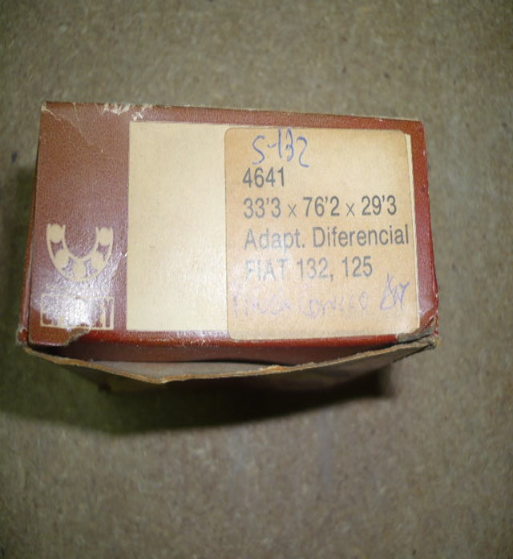 S-132
4641
33'3 x 76'2 x 29'3
Adapt. Diferencial
FIAT 132, 125